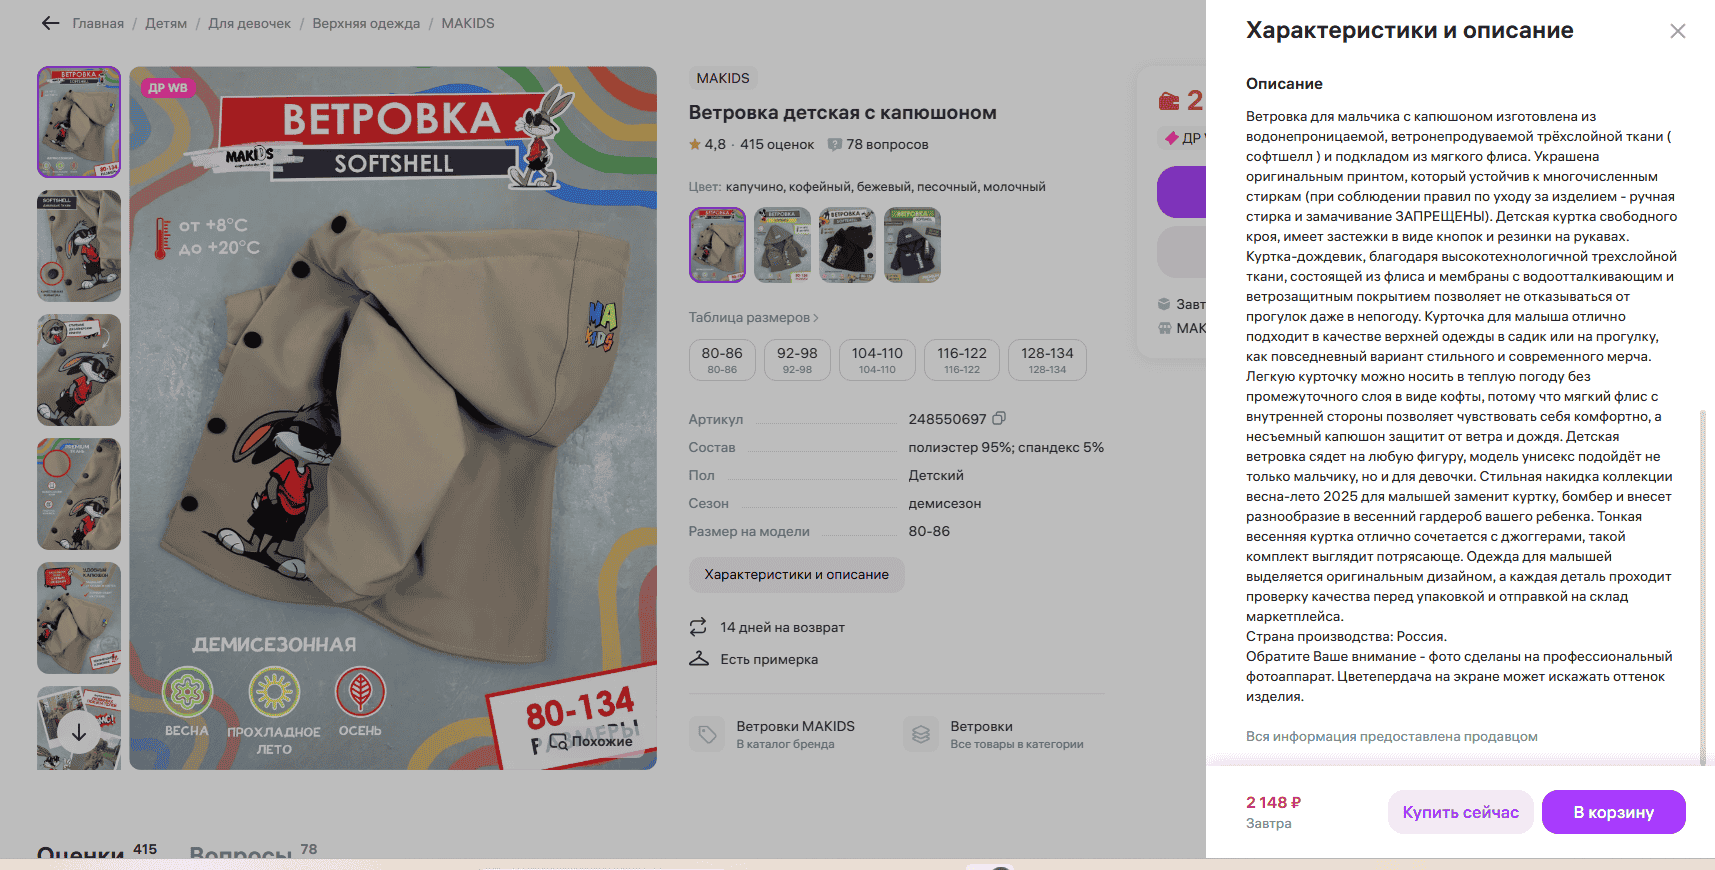 Главная / Детям / Для девочек / Верхняя одежда / MAKIDS
ДР WB
ВЕТРОВКА
MAKIDS
SOFTSHELL
от +8°C
до +20°C
MA
KIDS
ДЕМИСЕЗОННАЯ
ВЕСНА
ПРОХЛАДНОЕ
ЛЕТО
ОСЕНЬ
80-134
Похожие
MAKIDS
Ветровка детская с капюшоном
4,8 · 415 оценок
78 вопросов
Цвет: капучино, кофейный, бежевый, песочный, молочный
Таблица размеров
80-86 92-98 104-110 116-122 128-134
80-86 92-98 104-110 116-122 128-134
Артикул 248550697
Состав полиэстер 95%; спандекс 5%
Пол Детский
Сезон демисезон
Размер на модели 80-86
Характеристики и описание
14 дней на возврат
Есть примерка
Ветровки MAKIDS
В каталог бренда
Ветровки
Все товары в категории
2
ДР
Завт
МАК
Оценки 415
Вопросы 78
Характеристики и описание
Описание
Ветровка для мальчика с капюшоном изготовлена из
водонепроницаемой, ветронепродуваемой трёхслойной ткани (
софтшелл ) и подкладом из мягкого флиса. Украшена
оригинальным принтом, который устойчив к многочисленным
стиркам (при соблюдении правил по уходу за изделием - ручная
стирка и замачивание ЗАПРЕЩЕНЫ). Детская куртка свободного
кроя, имеет застежки в виде кнопок и резинки на рукавах.
Куртка-дождевик, благодаря высокотехнологичной трехслойной
ткани, состоящей из флиса и мембраны с водоотталкивающим и
ветрозащитным покрытием позволяет не отказываться от
прогулок даже в непогоду. Курточка для малыша отлично
подходит в качестве верхней одежды в садик или на прогулку,
как повседневный вариант стильного и современного мерча.
Легкую курточку можно носить в теплую погоду без
промежуточного слоя в виде кофты, потому что мягкий флис с
внутренней стороны позволяет чувствовать себя комфортно, а
несъемный капюшон защитит от ветра и дождя. Детская
ветровка сядет на любую фигуру, модель унисекс подойдёт не
только мальчику, но и для девочки. Стильная накидка коллекции
весна-лето 2025 для малышей заменит куртку, бомбер и внесет
разнообразие в весенний гардероб вашего ребенка. Тонкая
весенняя куртка отлично сочетается с джоггерами, такой
комплект выглядит потрясающе. Одежда для малышей
выделяется оригинальным дизайном, а каждая деталь проходит
проверку качества перед упаковкой и отправкой на склад
маркетплейса.
Страна производства: Россия.
Обратите Ваше внимание - фото сделаны на профессиональный
фотоаппарат. Цветепердача на экране может искажать оттенок
изделия.
Вся информация предоставлена продавцом
2 148 ₽
Завтра
Купить сейчас
В корзину